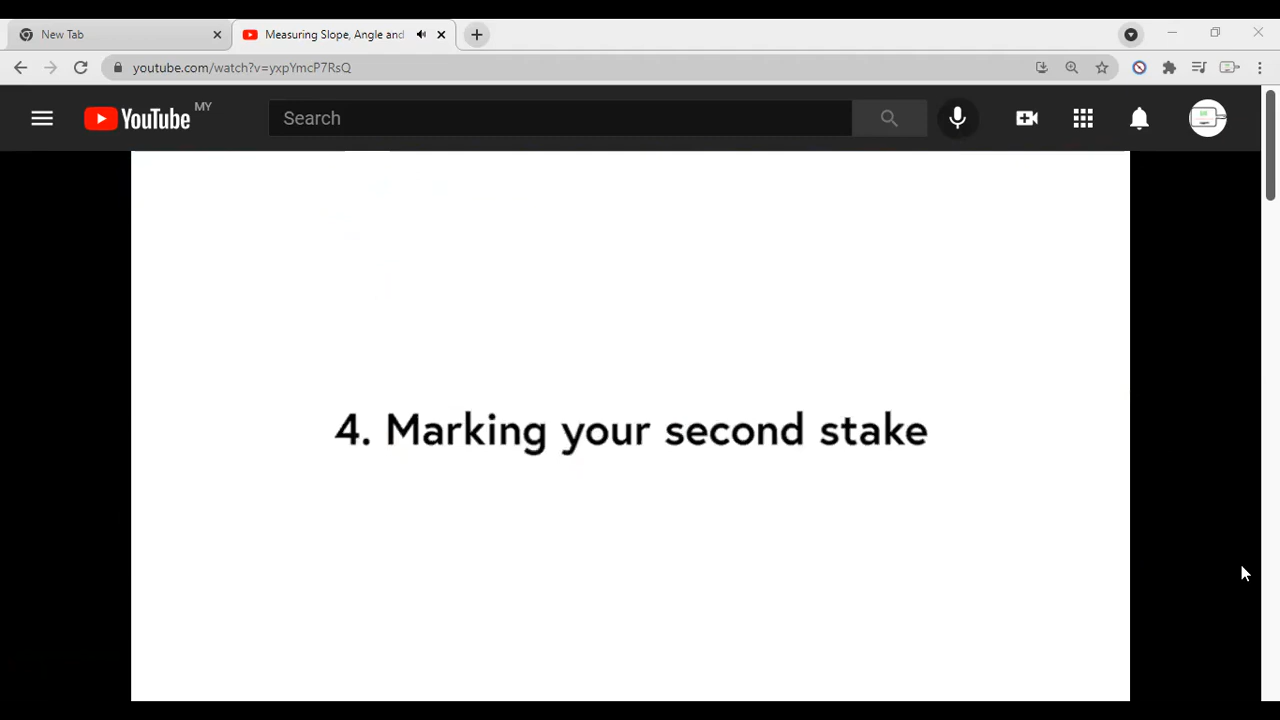 New Tab
Measuring Slope, Angle and
youtube.com/watch?v=yxpYmcP7RsQ
YouTube MY
Search
4. Marking your second stake